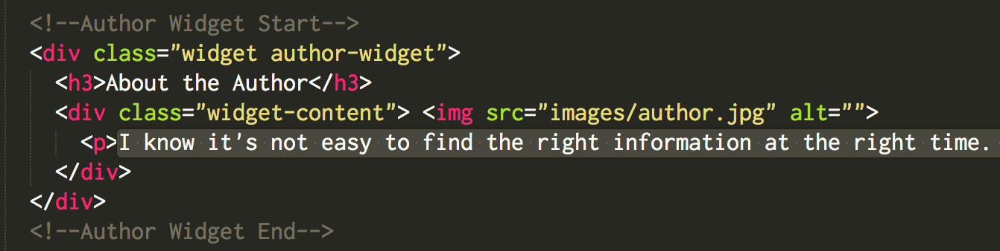 <!--Author Widget Start-->
<div class="widget author-widget">
<h3>About the Author</h3>
<div class="widget-content"> <img src="images/author.jpg" alt="">
<p>I know it's not easy to find the right information at the right time.
</div>
</div>
<!--Author Widget End-->